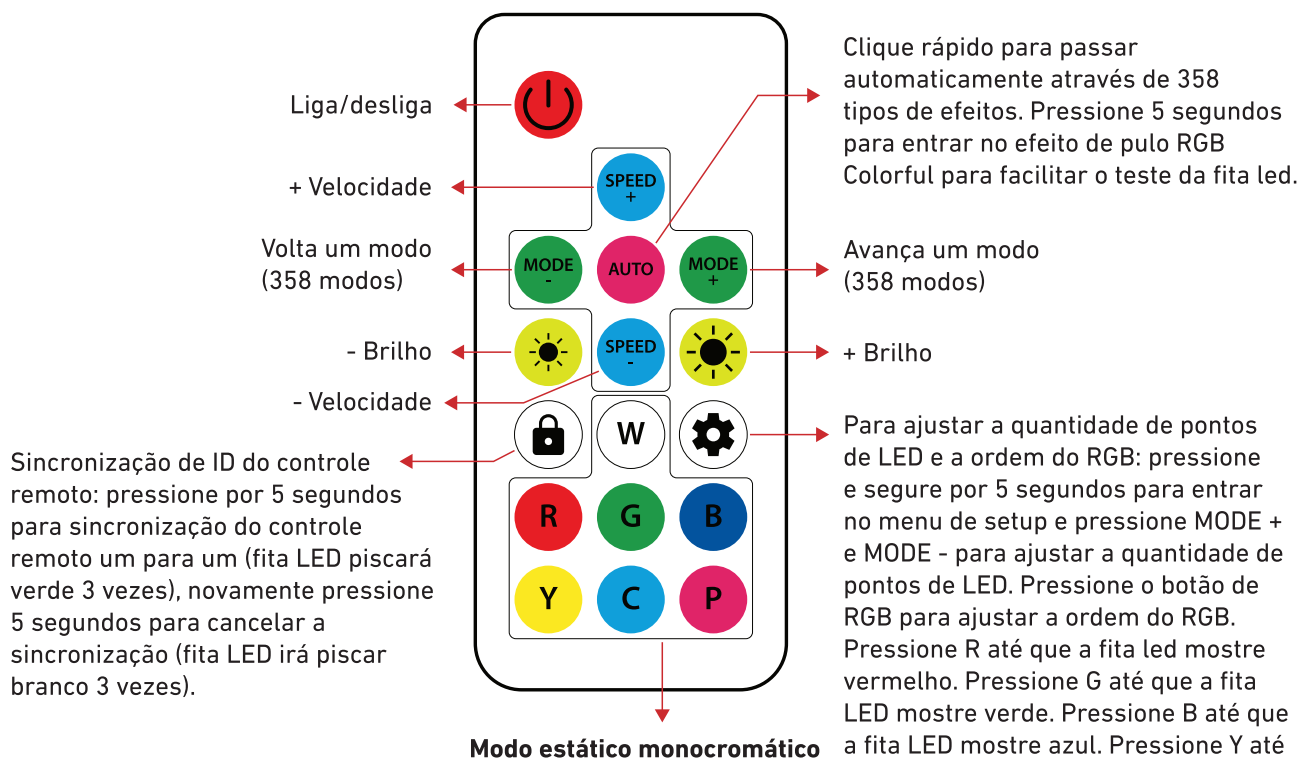 Liga/desliga
+ Velocidade
Volta um modo
(358 modos)
- Brilho
- Velocidade
Sincronização de ID do controle
remoto: pressione por 5 segundos
para sincronização do controle
remoto um para um (fita LED piscará
verde 3 vezes), novamente pressione
5 segundos para cancelar a
sincronização (fita LED irá piscar
branco 3 vezes).
SPEED
+
MODE
-
AUTO
MODE
+
SPEED
-
W
R
G
B
Y
C
P
Modo estático monocromático
Clique rápido para passar
automaticamente através de 358
tipos de efeitos. Pressione 5 segundos
para entrar no efeito de pulo RGB
Colorful para facilitar o teste da fita led.
Avança um modo
(358 modos)
+ Brilho
Para ajustar a quantidade de pontos
de LED e a ordem do RGB: pressione
e segure por 5 segundos para entrar
no menu de setup e pressione MODE +
e MODE - para ajustar a quantidade de
pontos de LED. Pressione o botão de
RGB para ajustar a ordem do RGB.
Pressione R até que a fita led mostre
vermelho. Pressione G até que a fita
LED mostre verde. Pressione B até que
a fita LED mostre azul. Pressione Y até